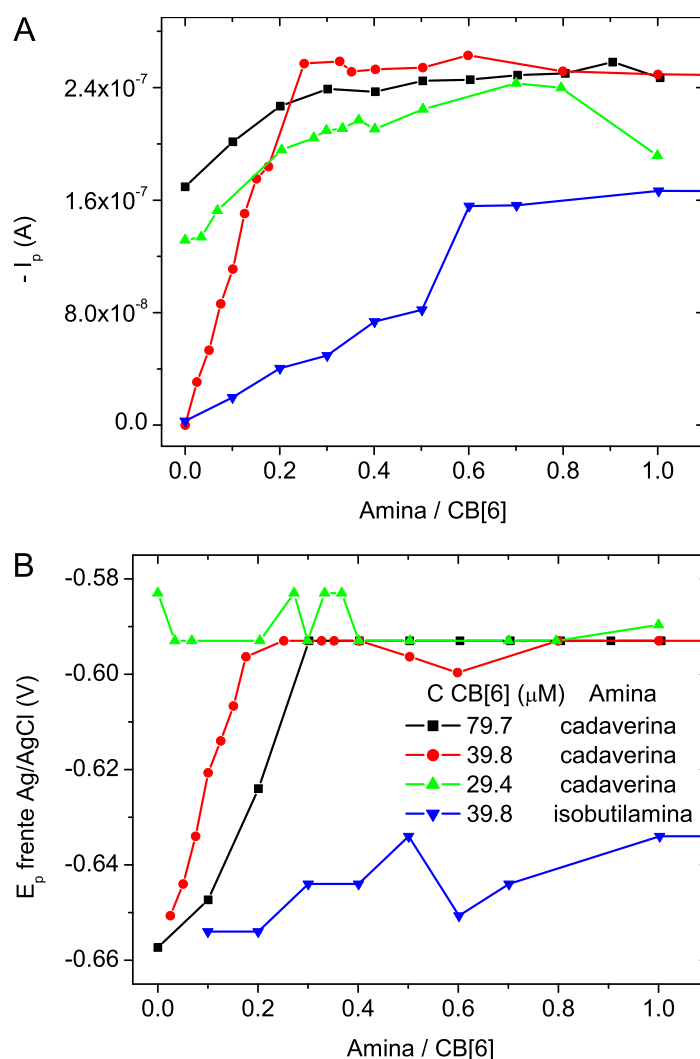 A
2.4x10⁻⁷
1.6x10⁻⁷
8.0x10⁻⁸
0.0
- Iₚ (A)
0.0 0.2 0.4 0.6 0.8 1.0
Amina / CB[6]
B
-0.58
-0.60
-0.62
-0.64
-0.66
Eₚ frente Ag/AgCl (V)
C CB[6] (μM) Amina
79.7 cadaverina
39.8 cadaverina
29.4 cadaverina
39.8 isobutilamina
0.0 0.2 0.4 0.6 0.8 1.0
Amina / CB[6]